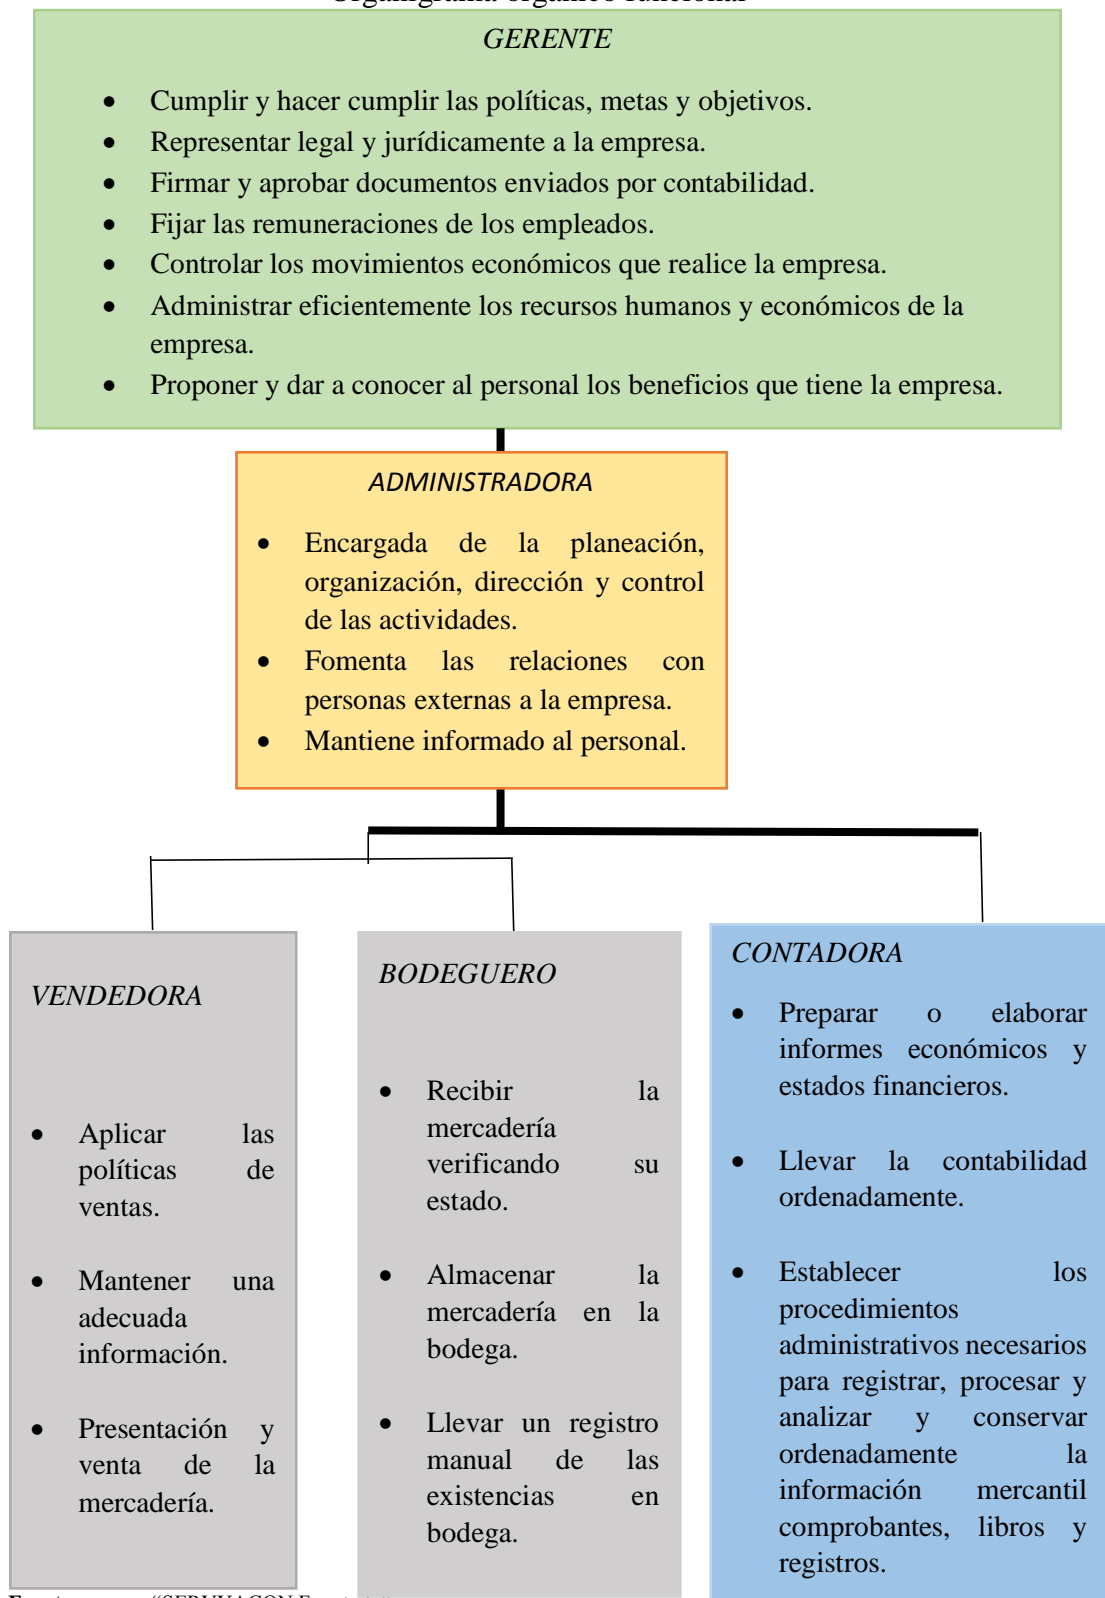 Organigrama orgánico funcional
GERENTE
• Cumplir y hacer cumplir las políticas, metas y objetivos.
• Representar legal y jurídicamente a la empresa.
• Firmar y aprobar documentos enviados por contabilidad.
• Fijar las remuneraciones de los empleados.
• Controlar los movimientos económicos que realice la empresa.
• Administrar eficientemente los recursos humanos y económicos de la
empresa.
• Proponer y dar a conocer al personal los beneficios que tiene la empresa.
ADMINISTRADORA
• Encargada de la planeación,
organización, dirección y control
de las actividades.
• Fomenta las relaciones con
personas externas a la empresa.
• Mantiene informado al personal.
VENDEDORA
• Aplicar las
políticas de
ventas.
• Mantener una
adecuada
información.
• Presentación y
venta de la
mercadería.
BODEGUERO
• Recibir la
mercadería
verificando su
estado.
• Almacenar la
mercadería en la
bodega.
• Llevar un registro
manual de las
existencias en
bodega.
CONTADORA
• Preparar o elaborar
informes económicos y
estados financieros.
• Llevar la contabilidad
ordenadamente.
• Establecer los
procedimientos
administrativos necesarios
para registrar, procesar y
analizar y conservar
ordenadamente la
información mercantil
comprobantes, libros y
registros.